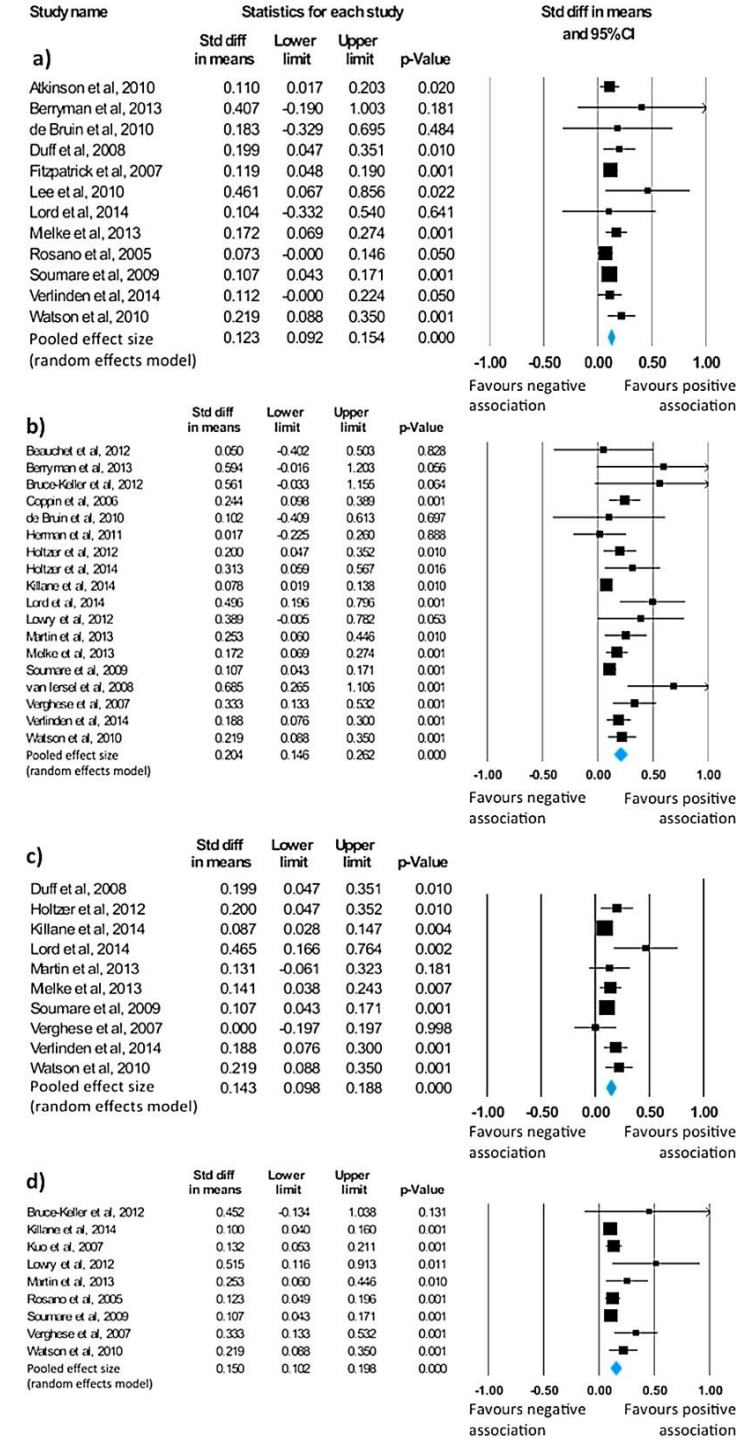 Study name Statistics for each study Std diff in means and 95%CI
a) Std diff in means Lower limit Upper limit p-Value
Atkinson et al, 2010 0.110 0.017 0.203 0.020
Berryman et al, 2013 0.407 -0.190 1.003 0.181
de Bruin et al, 2010 0.183 -0.329 0.695 0.484
Duff et al, 2008 0.199 0.047 0.351 0.010
Fitzpatrick et al, 2007 0.119 0.048 0.190 0.001
Lee et al, 2010 0.461 0.067 0.856 0.022
Lord et al, 2014 0.104 -0.332 0.540 0.641
Melke et al, 2013 0.172 0.069 0.274 0.001
Rosano et al, 2005 0.073 -0.000 0.146 0.050
Soumare et al, 2009 0.107 0.043 0.171 0.001
Verlinden et al, 2014 0.112 -0.000 0.224 0.050
Watson et al, 2010 0.219 0.088 0.350 0.001
Pooled effect size 0.123 0.092 0.154 0.000
(random effects model)
-1.00 -0.50 0.00 0.50 1.00
Favours negative association Favours positive association
b) Std diff in means Lower limit Upper limit p-Value
Beauchet et al, 2012 0.050 -0.402 0.503 0.828
Berryman et al, 2013 0.594 -0.016 1.203 0.056
Bruce-Keller et al, 2012 0.561 -0.033 1.155 0.064
Coppin et al, 2006 0.244 0.098 0.389 0.001
de Bruin et al, 2010 0.102 -0.409 0.613 0.697
Herman et al, 2011 0.017 -0.225 0.260 0.888
Holtzer et al, 2012 0.200 0.047 0.352 0.010
Holtzer et al, 2014 0.313 0.059 0.567 0.016
Killane et al, 2014 0.078 0.019 0.138 0.010
Lord et al, 2014 0.496 0.196 0.796 0.001
Lowry et al, 2012 0.389 -0.005 0.782 0.053
Martin et al, 2013 0.253 0.060 0.446 0.010
Melke et al, 2013 0.172 0.069 0.274 0.001
Soumare et al, 2009 0.107 0.043 0.171 0.001
van Iersel et al, 2008 0.685 0.265 1.106 0.001
Verghese et al, 2007 0.333 0.133 0.532 0.001
Verlinden et al, 2014 0.188 0.076 0.300 0.001
Watson et al, 2010 0.219 0.088 0.350 0.001
Pooled effect size 0.204 0.146 0.262 0.000
(random effects model)
-1.00 -0.50 0.00 0.50 1.00
Favours negative association Favours positive association
c) Std diff in means Lower limit Upper limit p-Value
Duff et al, 2008 0.199 0.047 0.351 0.010
Holtzer et al, 2012 0.200 0.047 0.352 0.010
Killane et al, 2014 0.087 0.028 0.147 0.004
Lord et al, 2014 0.465 0.166 0.764 0.002
Martin et al, 2013 0.131 -0.061 0.323 0.181
Melke et al, 2013 0.141 0.038 0.243 0.007
Soumare et al, 2009 0.107 0.043 0.171 0.001
Verghese et al, 2007 0.000 -0.197 0.197 0.998
Verlinden et al, 2014 0.188 0.076 0.300 0.001
Watson et al, 2010 0.219 0.088 0.350 0.001
Pooled effect size 0.143 0.098 0.188 0.000
(random effects model)
-1.00 -0.50 0.00 0.50 1.00
Favours negative association Favours positive association
d) Std diff in means Lower limit Upper limit p-Value
Bruce-Keller et al, 2012 0.452 -0.134 1.038 0.131
Killane et al, 2014 0.100 0.040 0.160 0.001
Kuo et al, 2007 0.132 0.053 0.211 0.001
Lowry et al, 2012 0.515 0.116 0.913 0.011
Martin et al, 2013 0.253 0.060 0.446 0.010
Rosano et al, 2005 0.123 0.049 0.196 0.001
Soumare et al, 2009 0.107 0.043 0.171 0.001
Verghese et al, 2007 0.333 0.133 0.532 0.001
Watson et al, 2010 0.219 0.088 0.350 0.001
Pooled effect size 0.150 0.102 0.198 0.000
(random effects model)
-1.00 -0.50 0.00 0.50 1.00
Favours negative association Favours positive association